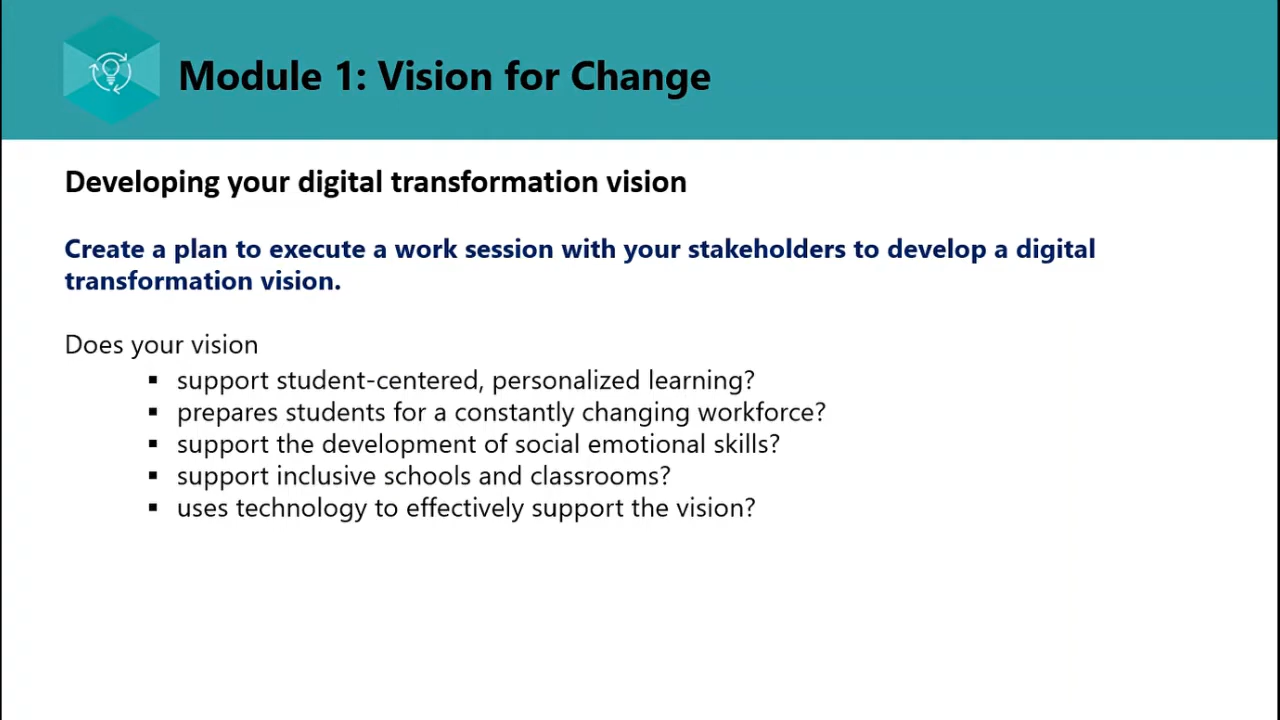 Module 1: Vision for Change
Developing your digital transformation vision
Create a plan to execute a work session with your stakeholders to develop a digital
transformation vision.
Does your vision
▪ support student-centered, personalized learning?
▪ prepares students for a constantly changing workforce?
▪ support the development of social emotional skills?
▪ support inclusive schools and classrooms?
▪ uses technology to effectively support the vision?